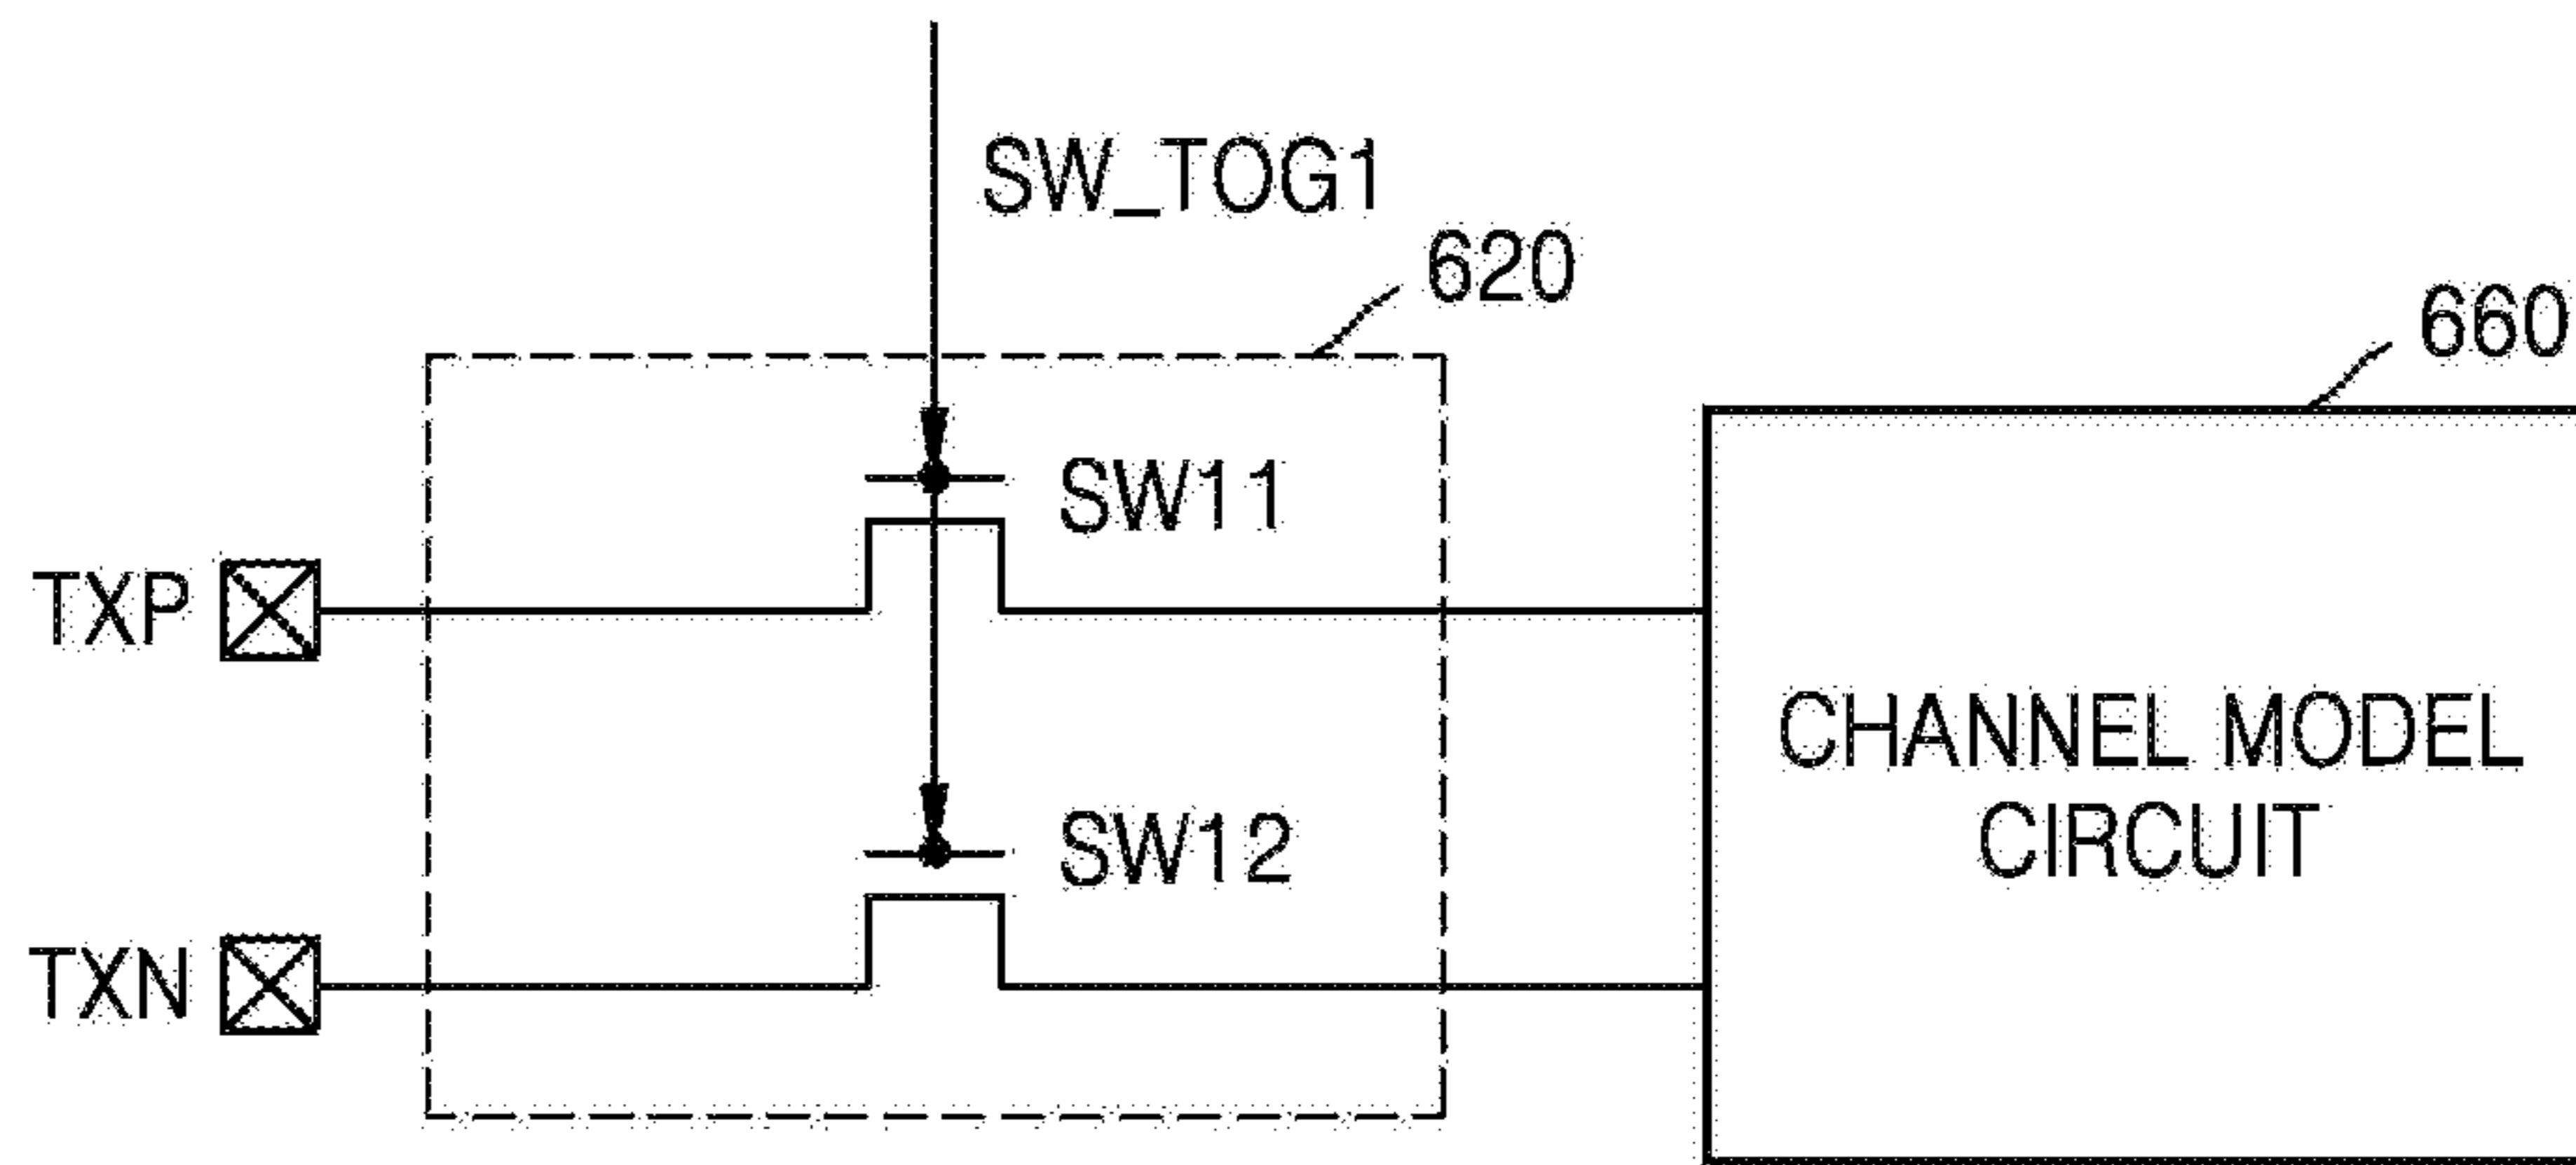 SW_TOG1
620
660
SW11
TXP
CHANNEL MODEL
CIRCUIT
SW12
TXN